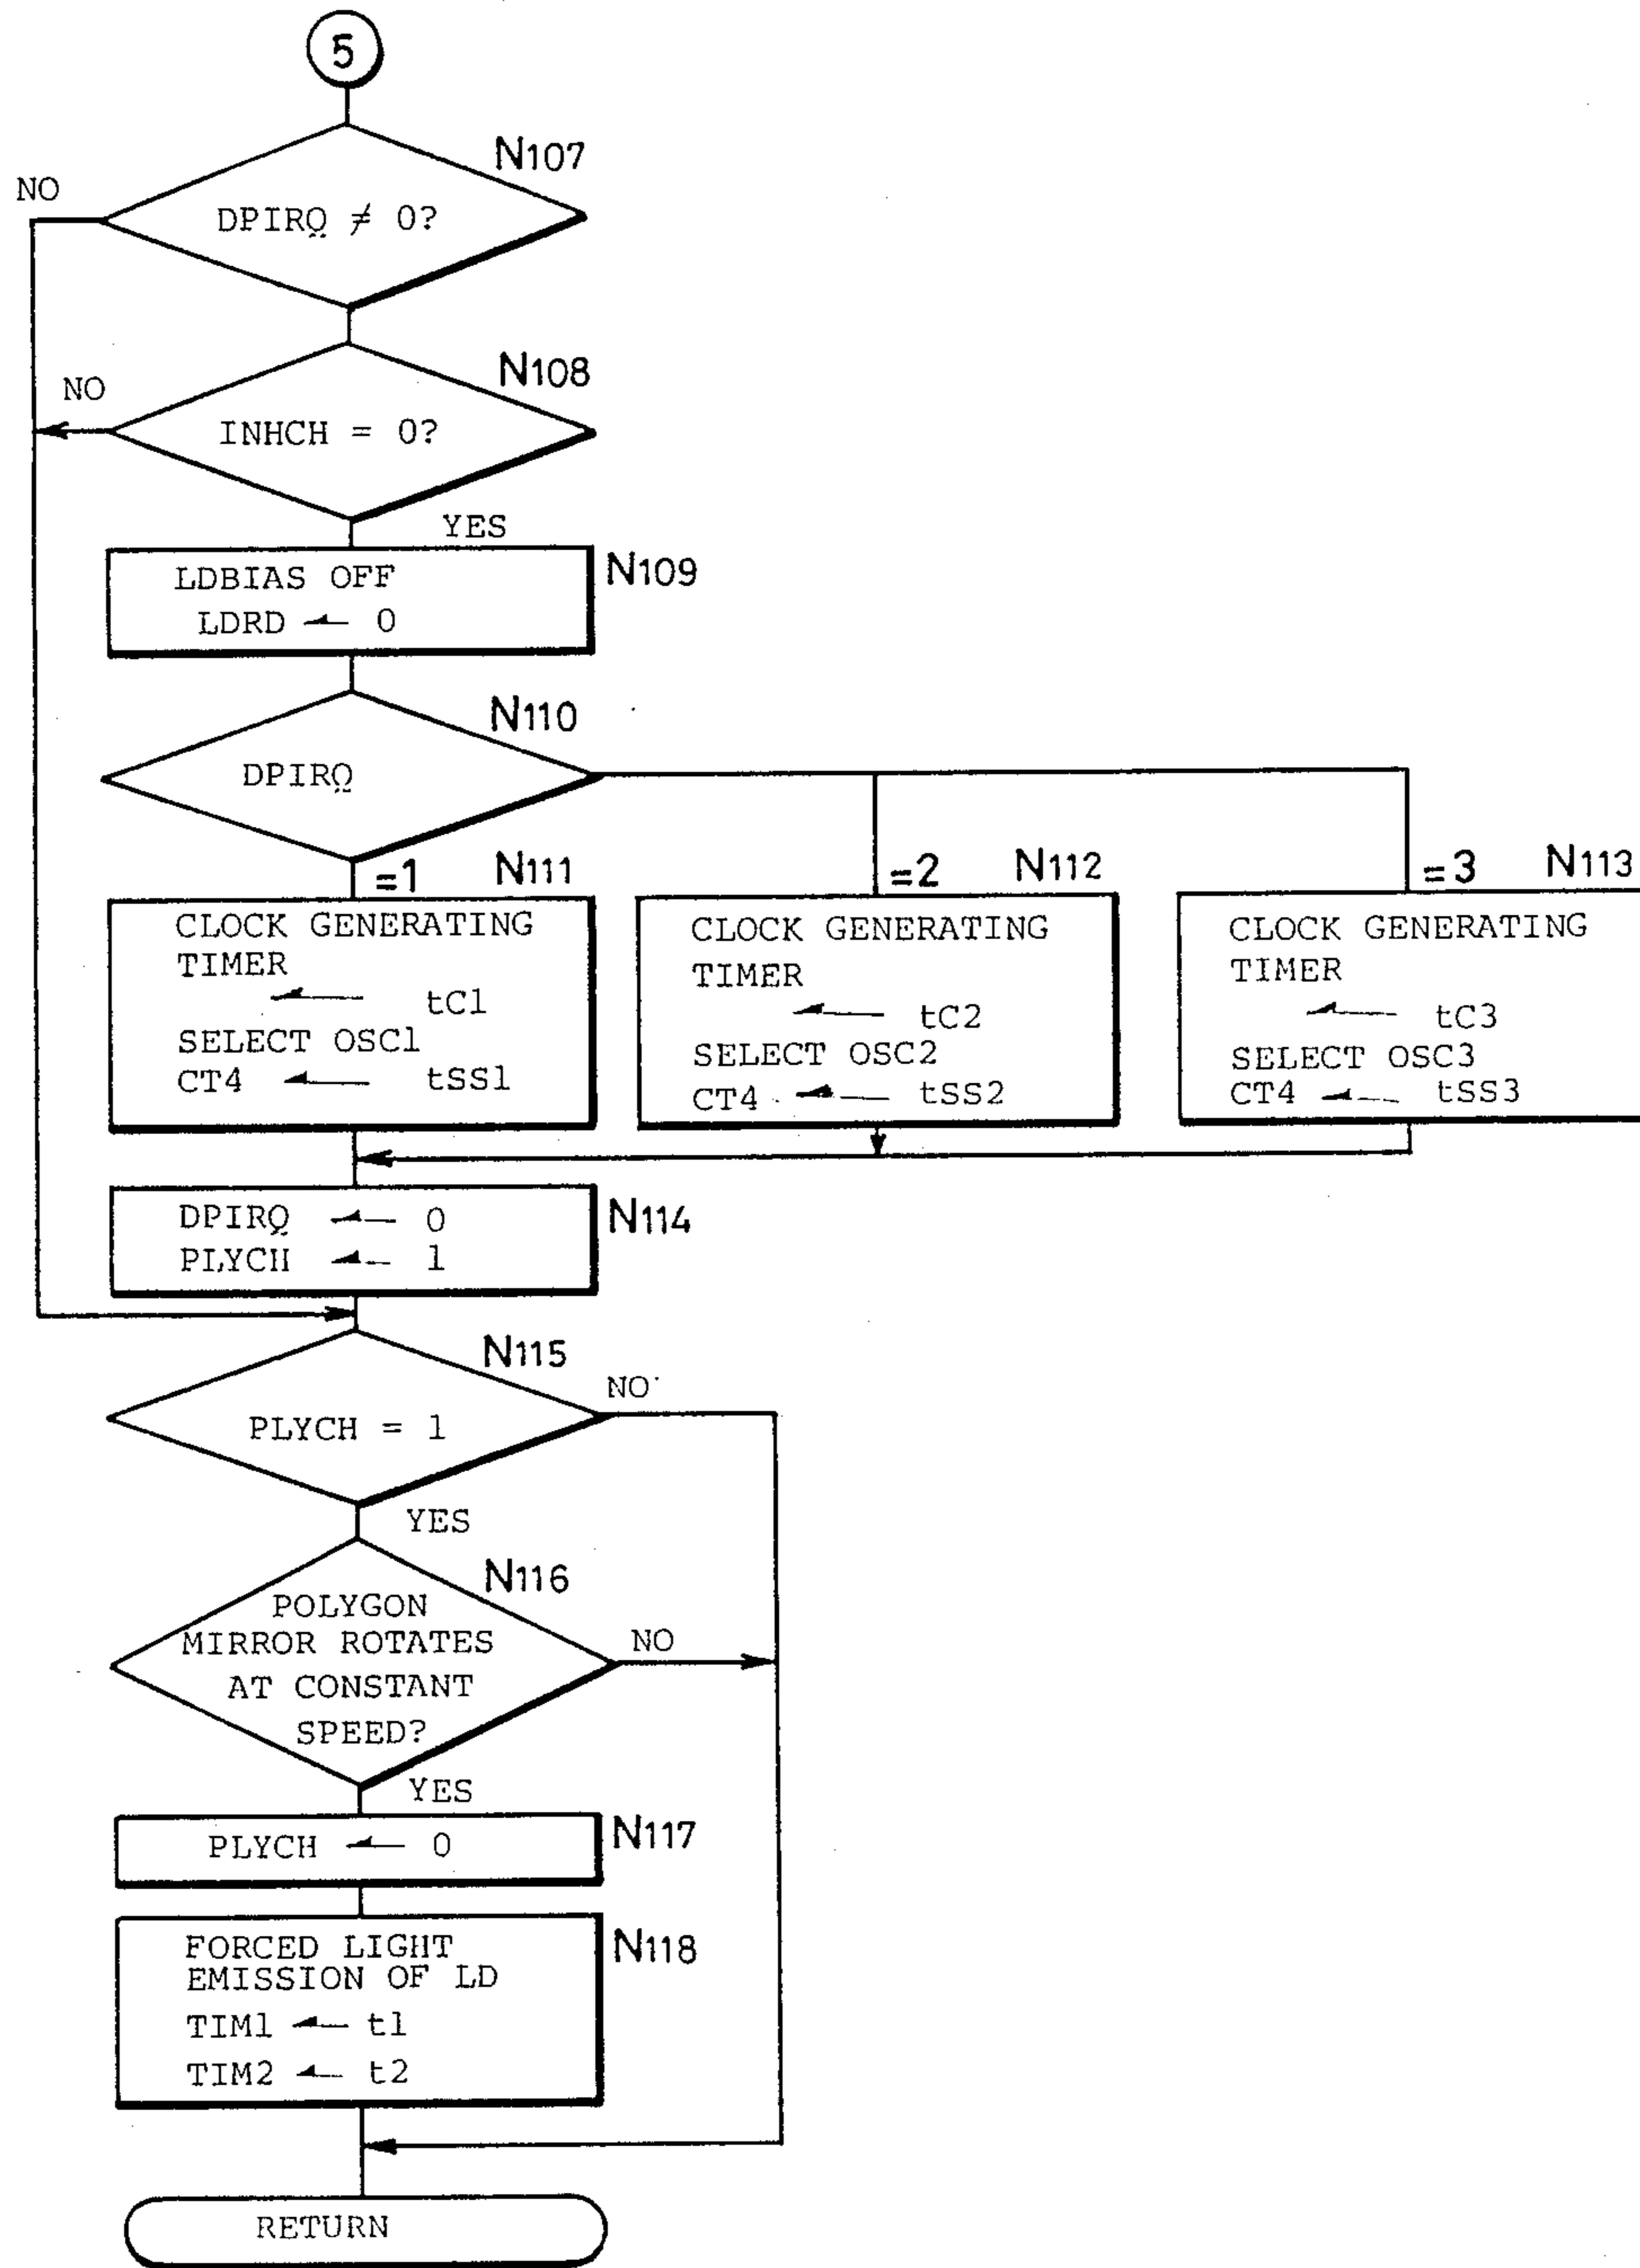 5
N107
NO
DPIRQ ≠ 0?
N108
NO
INHCH = 0?
YES
LDBIAS OFF
N109
LDRD ← 0
N110
DPIRQ
=1
N111
CLOCK GENERATING
TIMER
← tC1
SELECT OSC1
CT4 ← tSS1
=2
N112
CLOCK GENERATING
TIMER
← tC2
SELECT OSC2
CT4 ← tSS2
=3
N113
CLOCK GENERATING
TIMER
← tC3
SELECT OSC3
CT4 ← tSS3
DPIRQ ← 0
N114
PLYCH ← 1
N115
NO
PLYCH = 1
YES
N116
POLYGON
MIRROR ROTATES
NO
AT CONSTANT
SPEED?
YES
PLYCH ← 0
N117
FORCED LIGHT
N118
EMISSION OF LD
TIM1 ← t1
TIM2 ← t2
RETURN